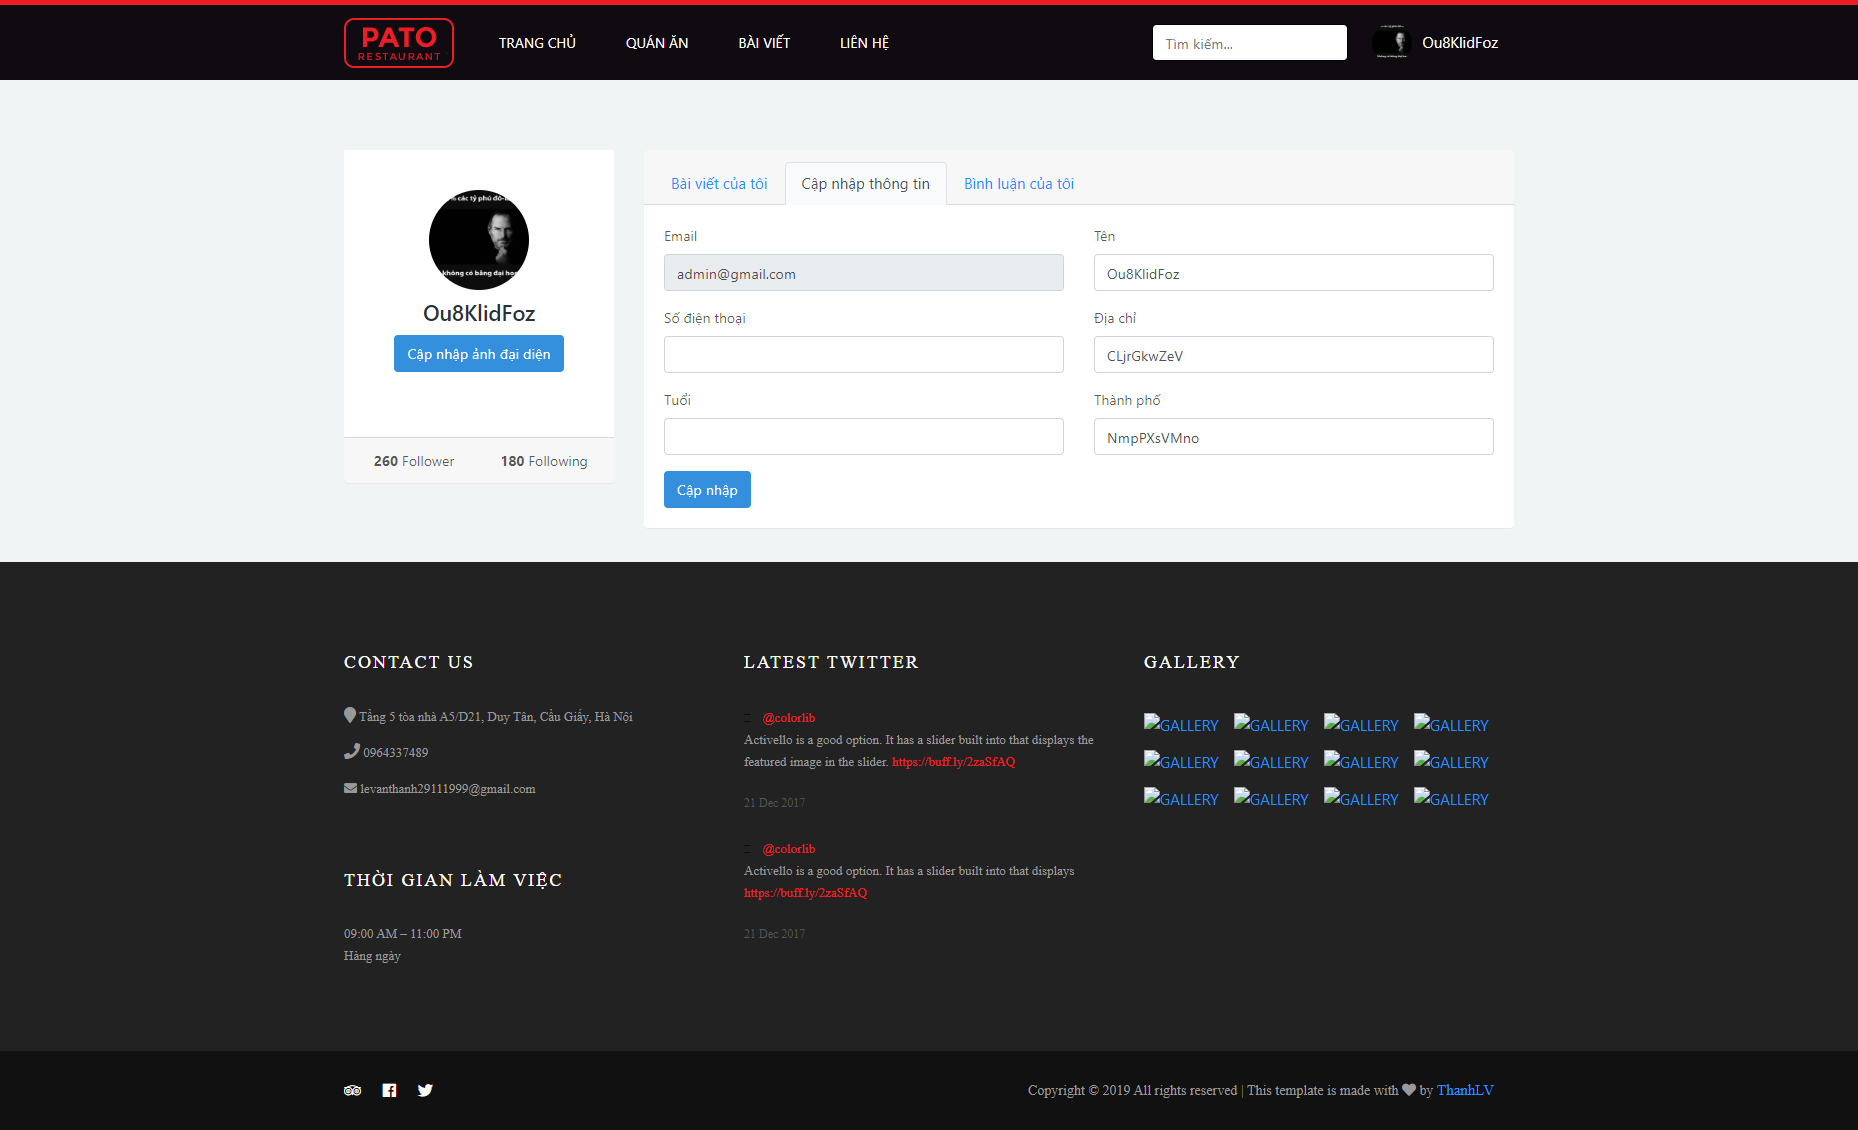 PATO
RESTAURANT
TRANG CHỦ
QUÁN ĂN
BÀI VIẾT
LIÊN HỆ
Tìm kiếm...
Ou8KlidFoz
không có bằng đại học
Ou8KlidFoz
Cập nhập ảnh đại diện
260 Follower
180 Following
Bài viết của tôi
Cập nhập thông tin
Bình luận của tôi
Email
Tên
admin@gmail.com
Ou8KlidFoz
Số điện thoại
Địa chỉ
CLjrGkwZeV
Tuổi
Thành phố
NmpPXsVMno
Cập nhập
CONTACT US
Tầng 5 tòa nhà A5/D21, Duy Tân, Cầu Giấy, Hà Nội
0964337489
levanthanh29111999@gmail.com
THỜI GIAN LÀM VIỆC
09:00 AM – 11:00 PM
Hàng ngày
LATEST TWITTER
@colorlib
Activello is a good option. It has a slider built into that displays the
featured image in the slider. https://buff.ly/2zaSfAQ
21 Dec 2017
@colorlib
Activello is a good option. It has a slider built into that displays
https://buff.ly/2zaSfAQ
21 Dec 2017
GALLERY
GALLERY GALLERY GALLERY GALLERY
GALLERY GALLERY GALLERY GALLERY
GALLERY GALLERY GALLERY GALLERY
Copyright © 2019 All rights reserved | This template is made with ♥ by ThanhLV